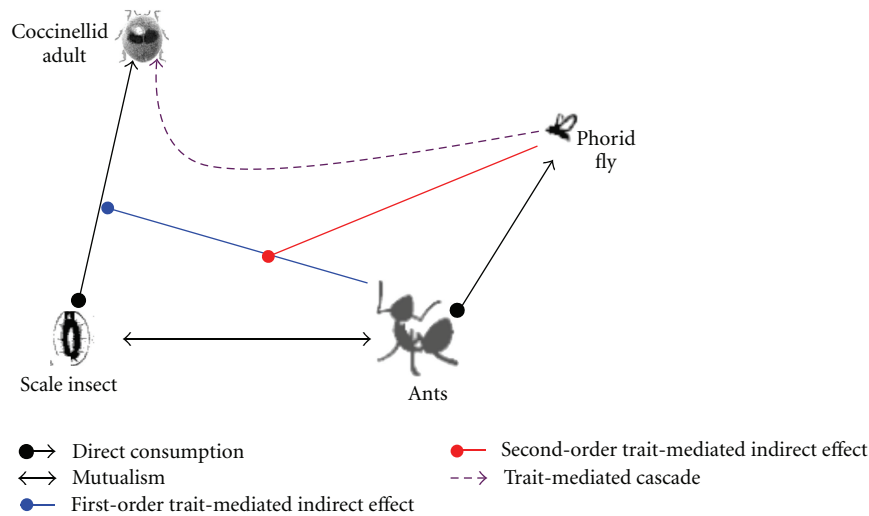 Coccinellid
adult
Phorid
fly
Scale insect
Ants
Direct consumption
Mutualism
First-order trait-mediated indirect effect
Second-order trait-mediated indirect effect
Trait-mediated cascade